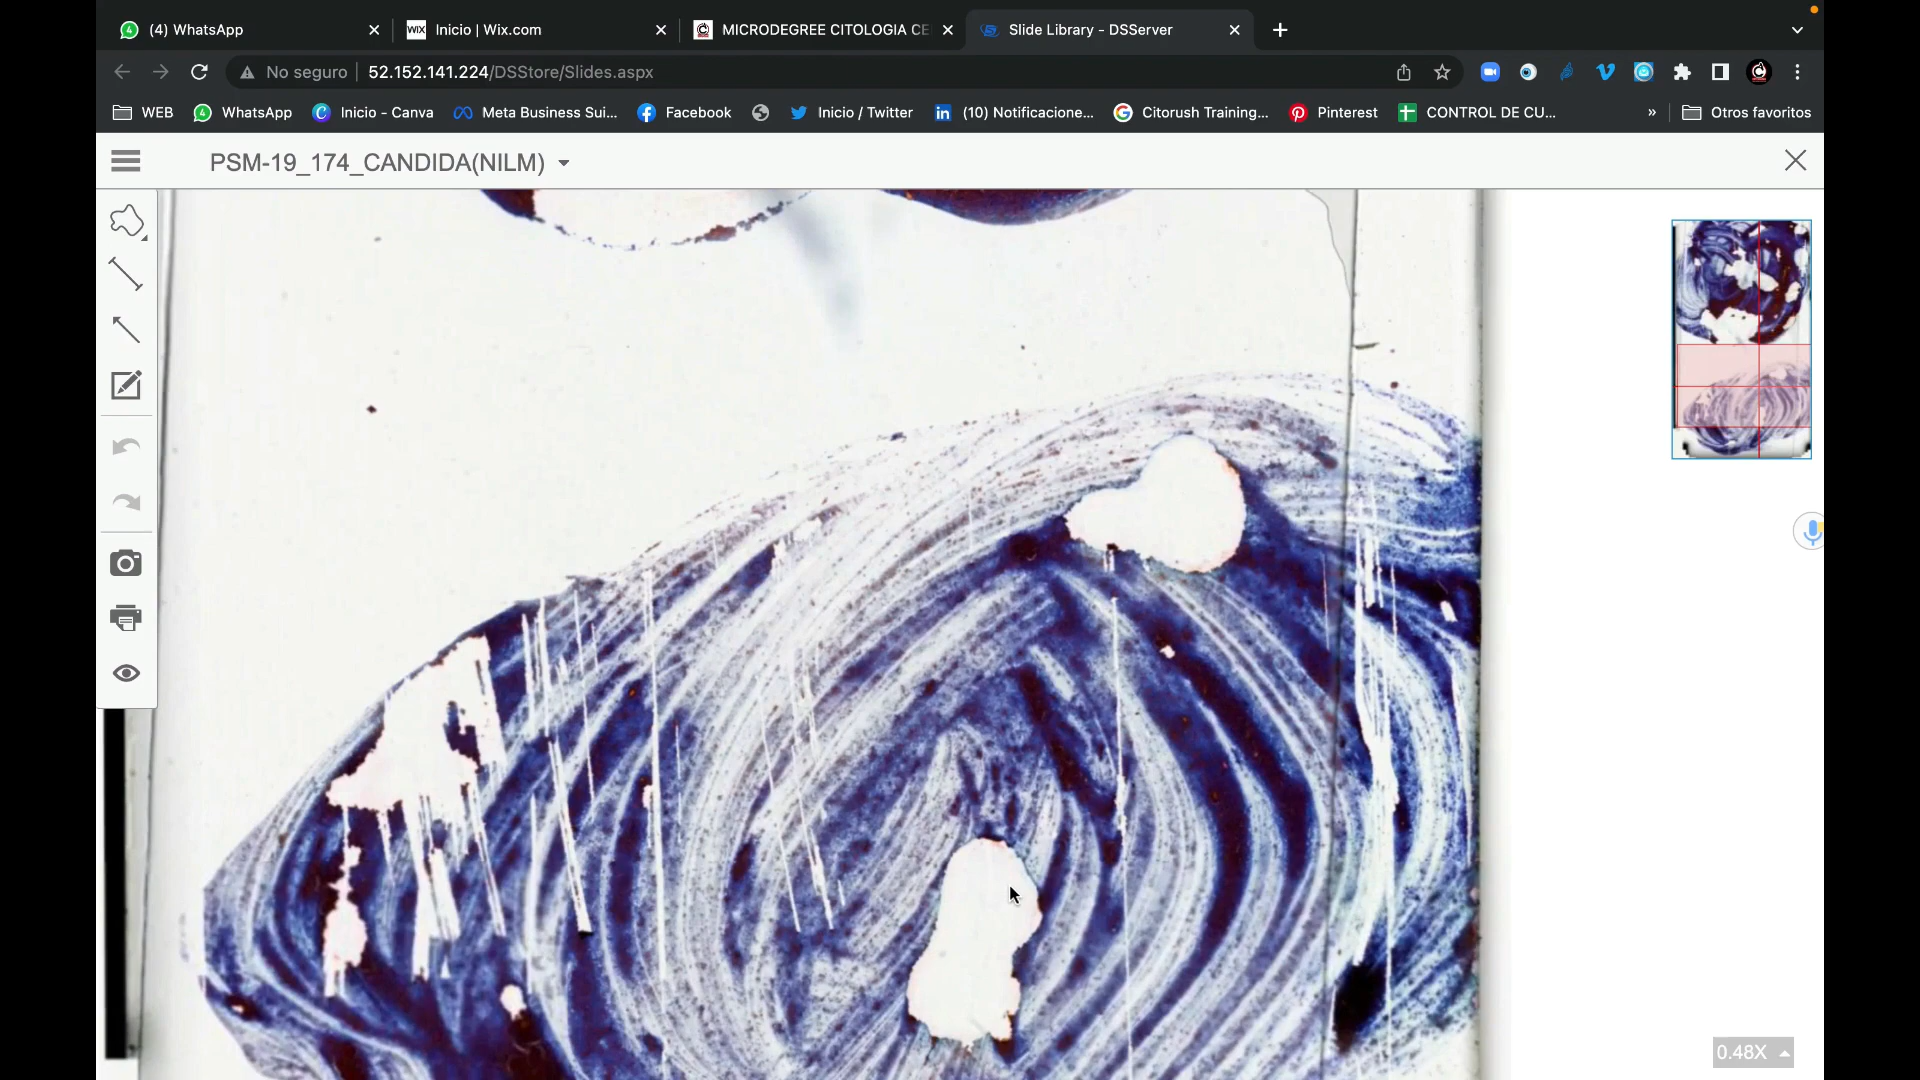 (4) WhatsApp
WIX Inicio | Wix.com
MICRODEGREE CITOLOGIA CE
Slide Library - DSServer
No seguro 52.152.141.224/DSStore/Slides.aspx
WEB WhatsApp Inicio - Canva Meta Business Sui... Facebook Inicio / Twitter (10) Notificacione... Citorush Training... Pinterest CONTROL DE CU... » Otros favoritos
PSM-19_174_CANDIDA(NILM)
0.48X